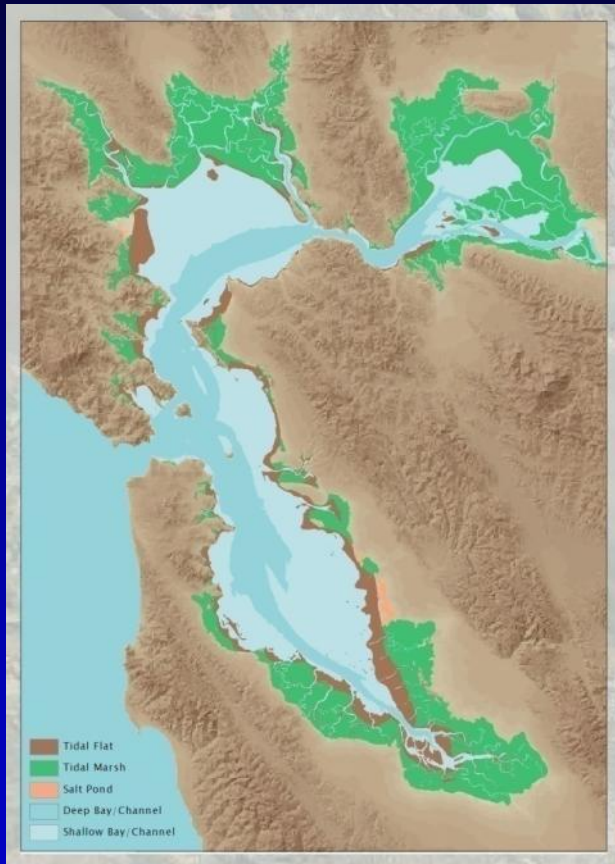 Tidal Flat
Tidal Marsh
Salt Pond
Deep Bay/Channel
Shallow Bay/Channel